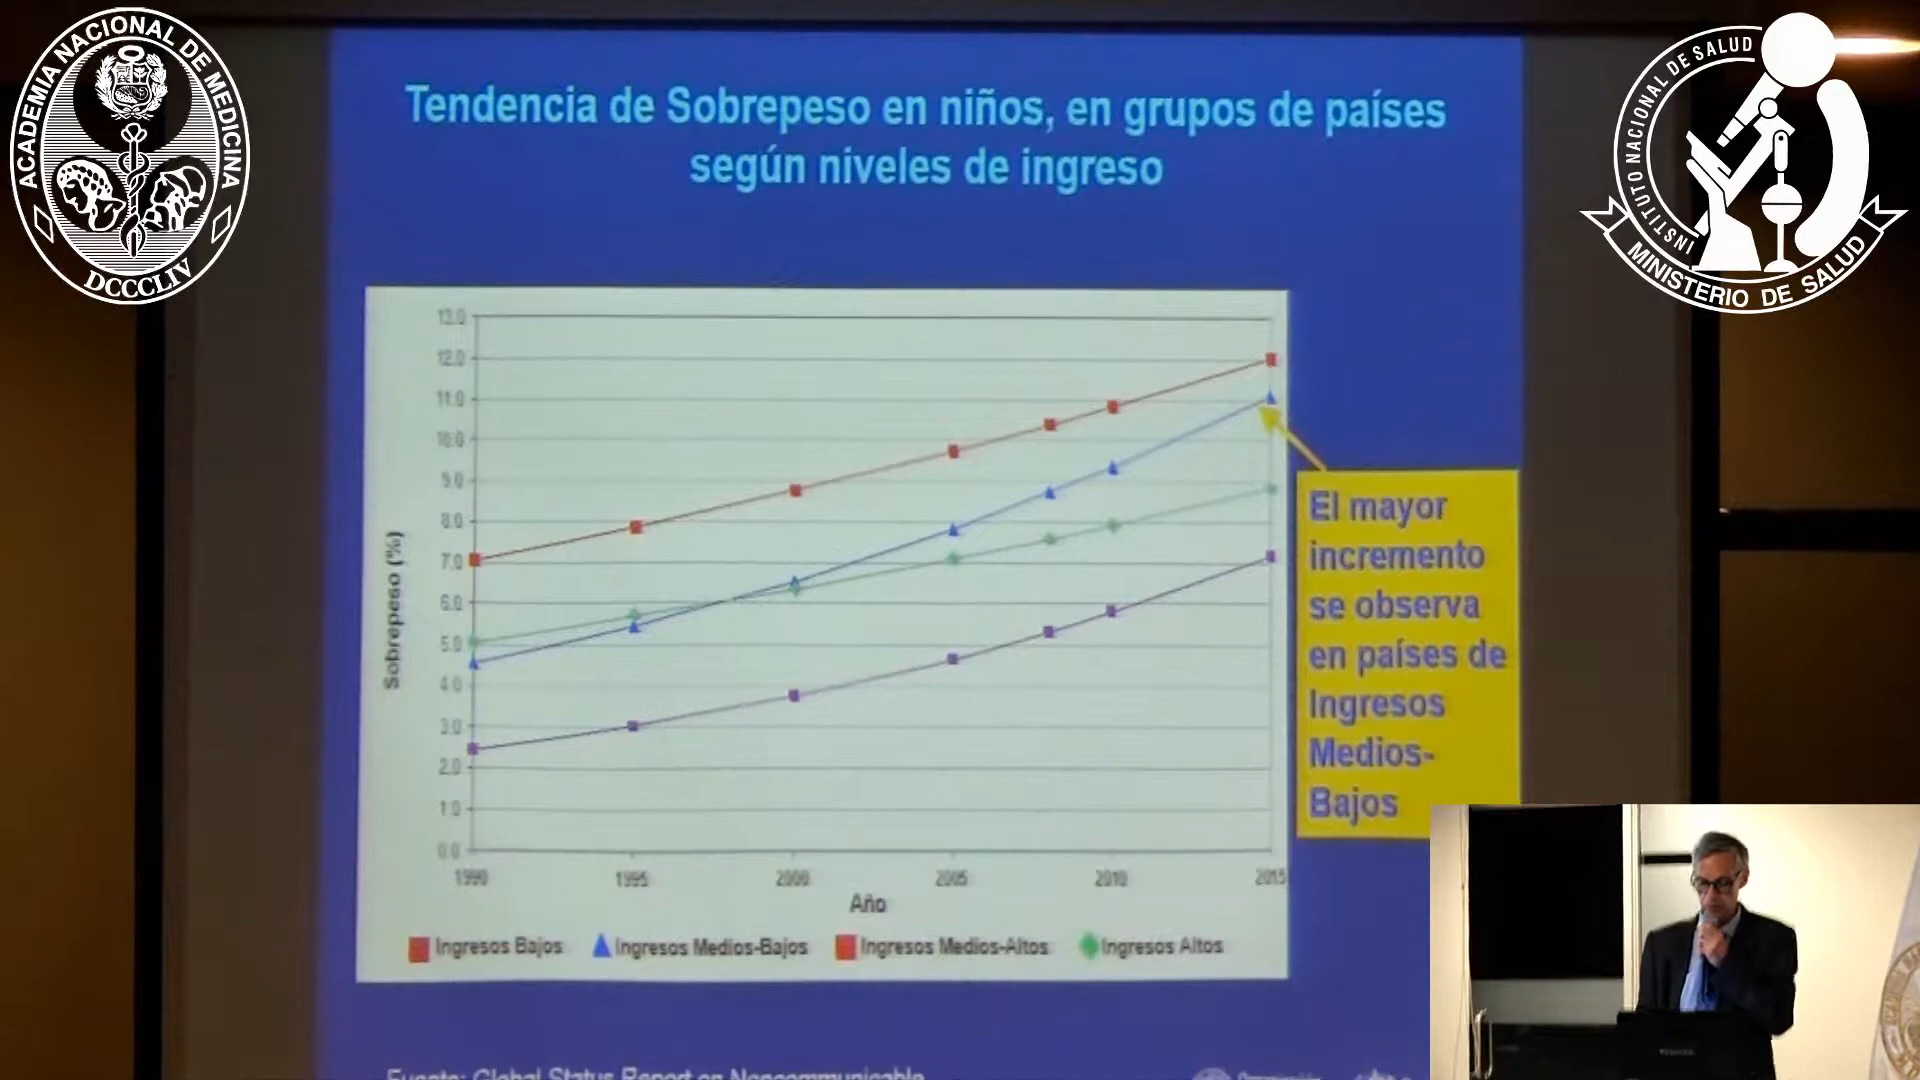 ACADEMIA NACIONAL DE MEDICINA
DCCCLIV
INSTITUTO NACIONAL DE SALUD
MINISTERIO DE SALUD
Tendencia de Sobrepeso en niños, en grupos de países
según niveles de ingreso
13.0
12.0
11.0
10.0
9.0
8.0
7.0
6.0
5.0
4.0
3.0
2.0
1.0
0.0
Sobrepeso (%)
1990 1995 2000 2005 2010 2015
Año
Ingresos Bajos Ingresos Medios-Bajos Ingresos Medios-Altos Ingresos Altos
El mayor
incremento
se observa
en países de
Ingresos
Medios-
Bajos
Fuente: Global Status Report on Noncommunicable